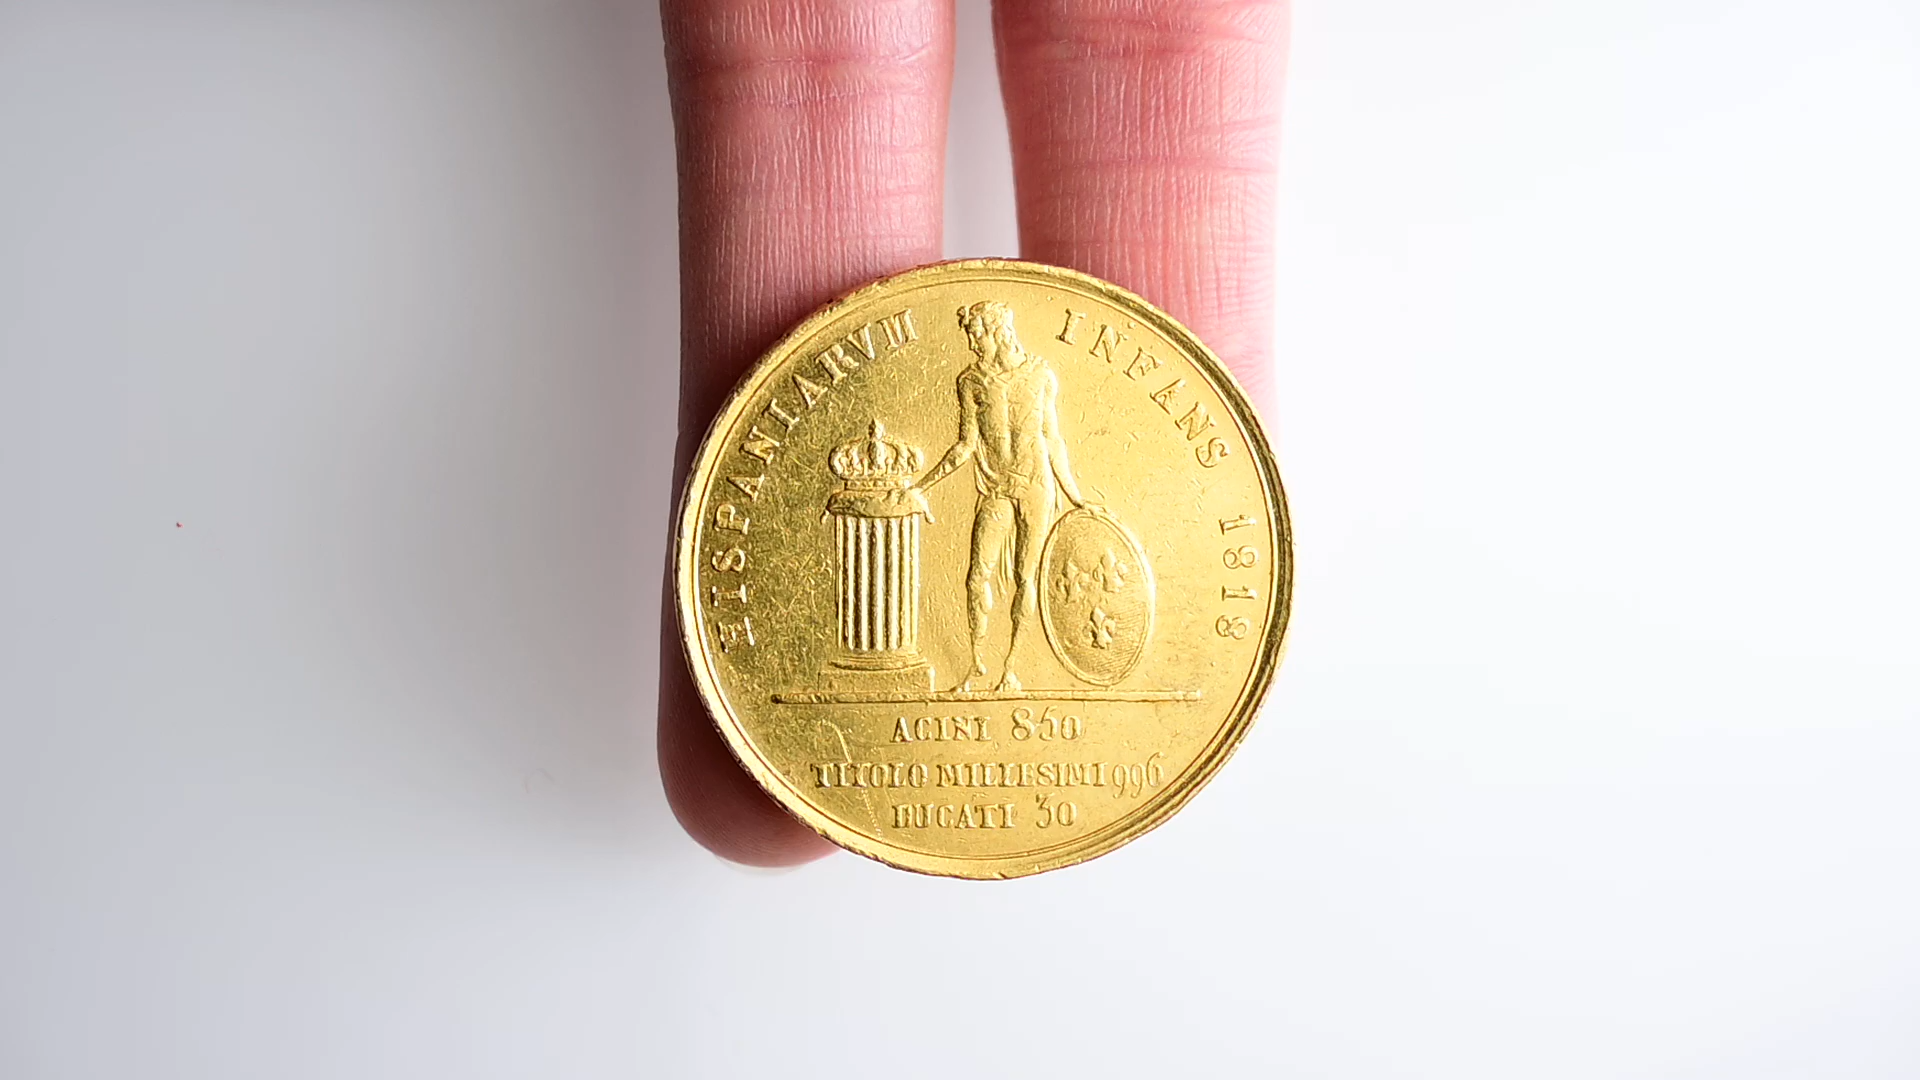 HISPANIARVM INFANS 1818
ACINI 850
TITOLO MILLESIMI 996
DUCATI 30